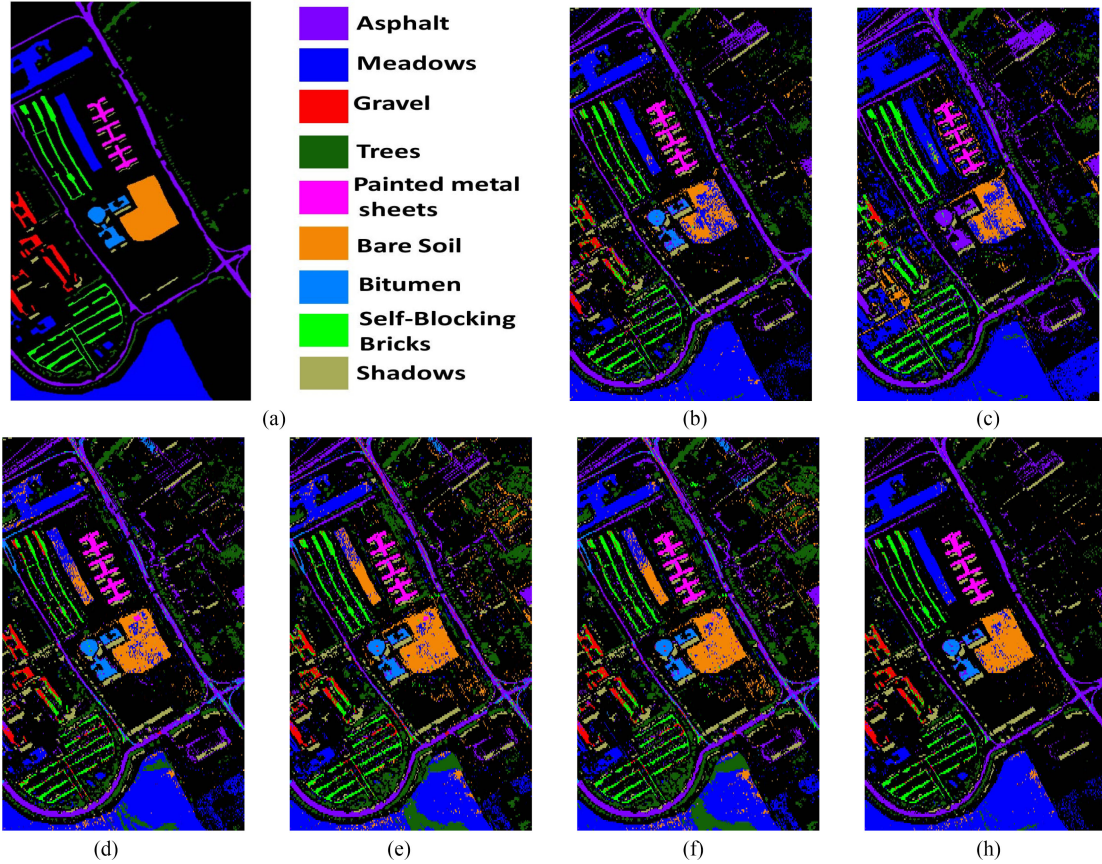 Asphalt
Meadows
Gravel
Trees
Painted metal
sheets
Bare Soil
Bitumen
Self-Blocking
Bricks
Shadows
(a)
(b)
(c)
(d)
(e)
(f)
(h)